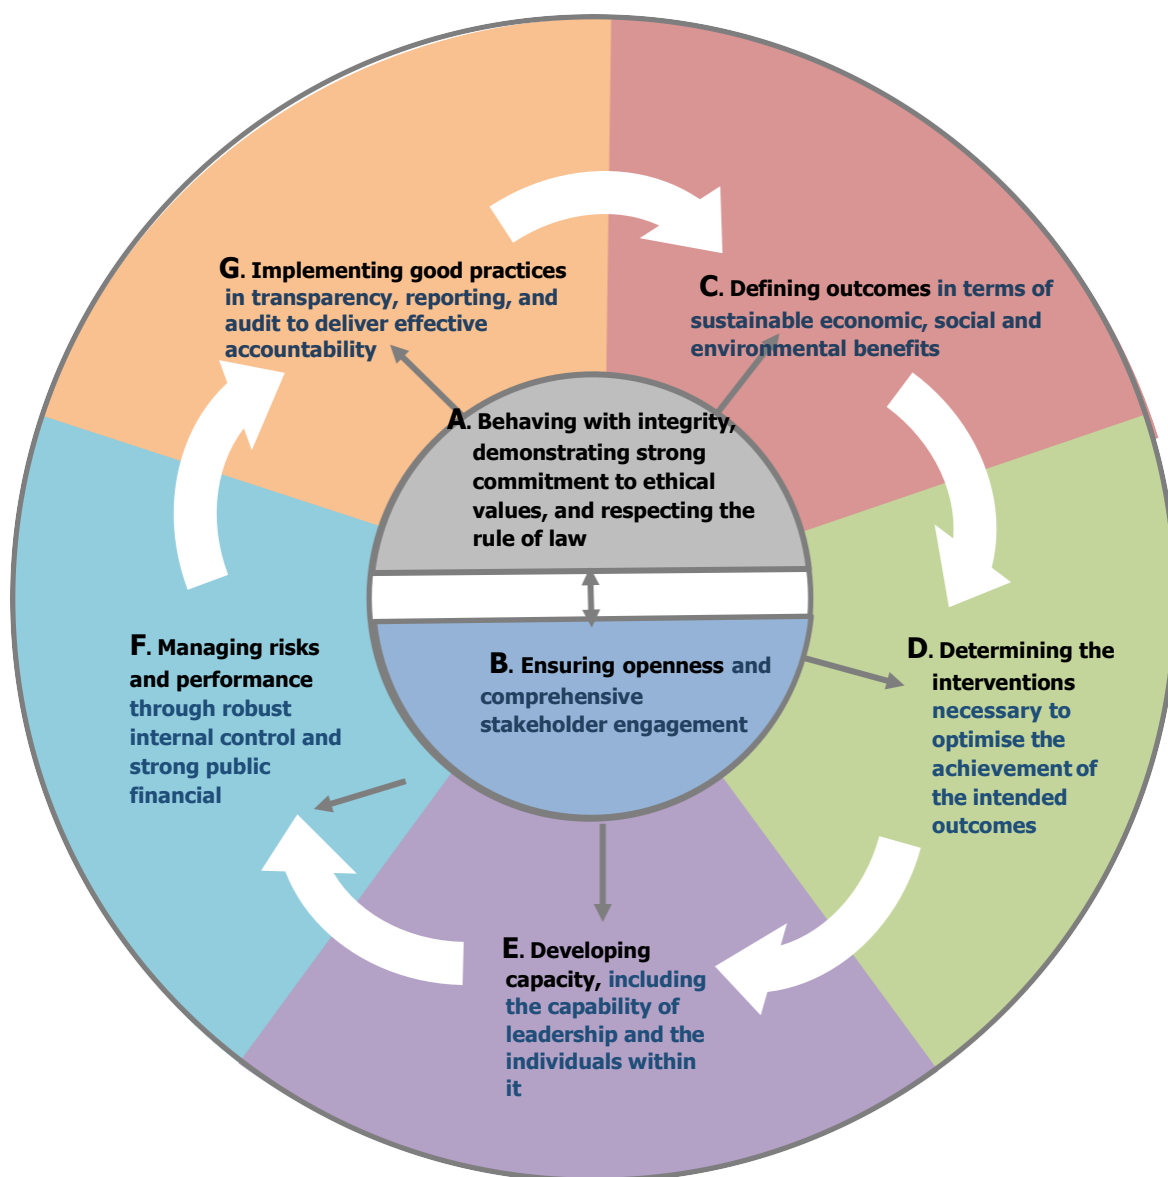 G. Implementing good practices
in transparency, reporting, and
audit to deliver effective
accountability
C. Defining outcomes in terms of
sustainable economic, social and
environmental benefits
A. Behaving with integrity,
demonstrating strong
commitment to ethical
values, and respecting the
rule of law
B. Ensuring openness and
comprehensive
stakeholder engagement
F. Managing risks
and performance
through robust
internal control and
strong public
financial
D. Determining the
interventions
necessary to
optimise the
achievement of
the intended
outcomes
E. Developing
capacity, including
the capability of
leadership and the
individuals within
it